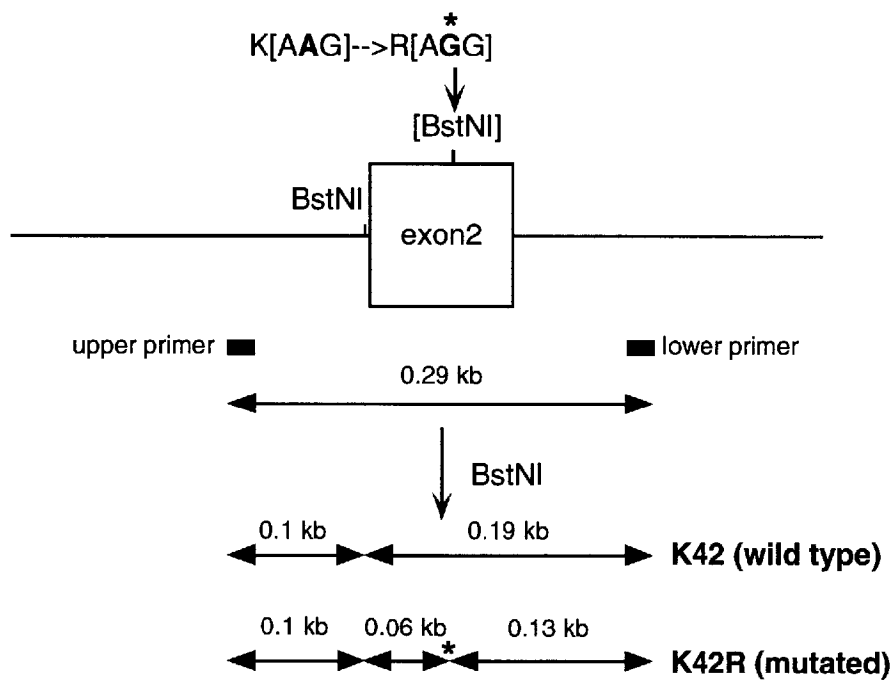 *
K[AAG]-->R[AGG]
[BstNI]
BstNI
exon2
upper primer
lower primer
0.29 kb
BstNI
0.1 kb 0.19 kb
K42 (wild type)
0.1 kb 0.06 kb 0.13 kb
*
K42R (mutated)